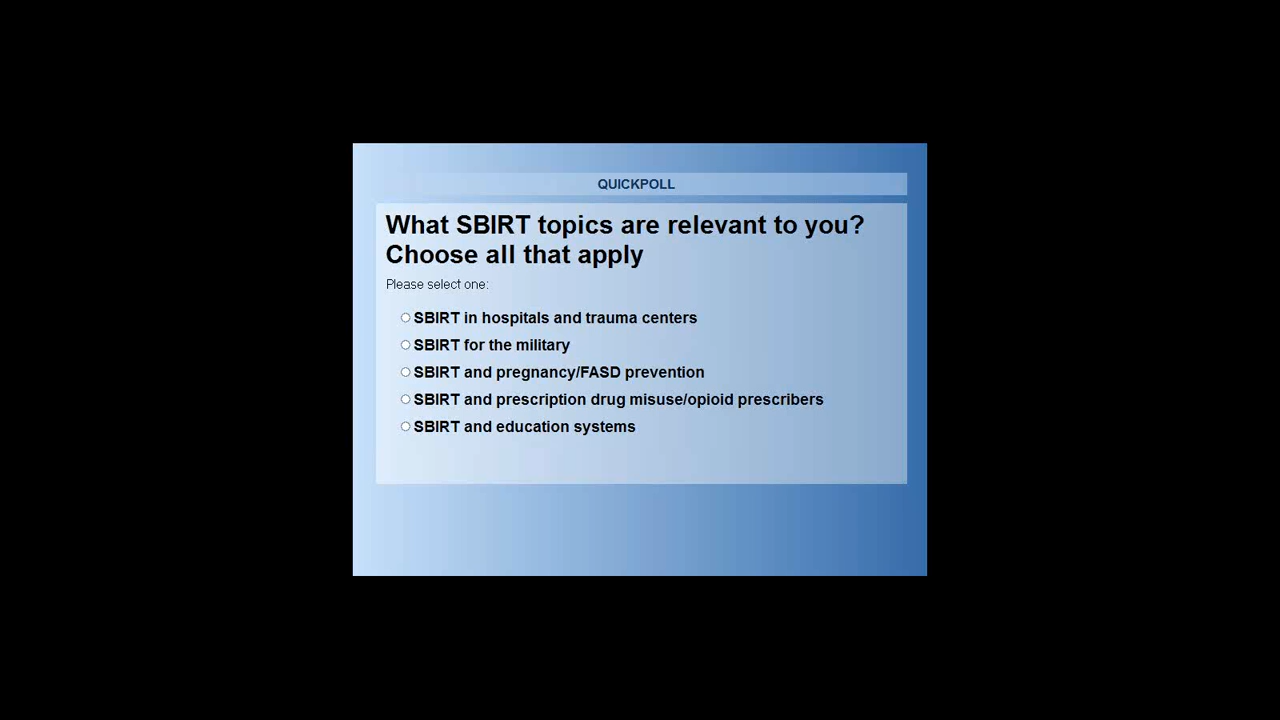 QUICKPOLL
What SBIRT topics are relevant to you?
Choose all that apply
Please select one:
SBIRT in hospitals and trauma centers
SBIRT for the military
SBIRT and pregnancy/FASD prevention
SBIRT and prescription drug misuse/opioid prescribers
SBIRT and education systems